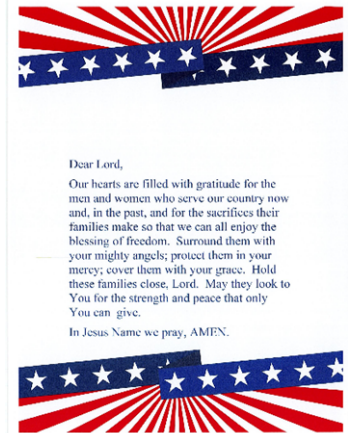 Dear Lord,
Our hearts are filled with gratitude for the
men and women who serve our country now
and, in the past, and for the sacrifices their
families make so that we can all enjoy the
blessing of freedom.  Surround them with
your mighty angels; protect them in your
mercy; cover them with your grace.  Hold
these families close, Lord.  May they look to
You for the strength and peace that only
You can  give.
In Jesus Name we pray, AMEN.